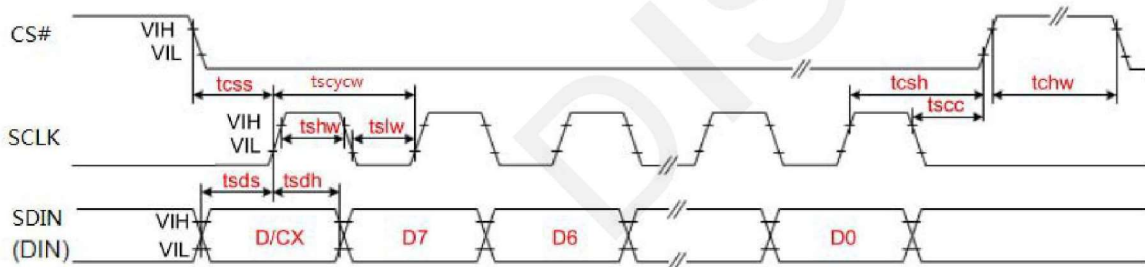 CS#
VIH
VIL
tcss
tscycw
tcsh
tchw
tscc
SCLK
VIH
VIL
tshw
tslw
tsds
tsdh
SDIN
(DIN)
VIH
VIL
D/CX
D7
D6
D0
DIS